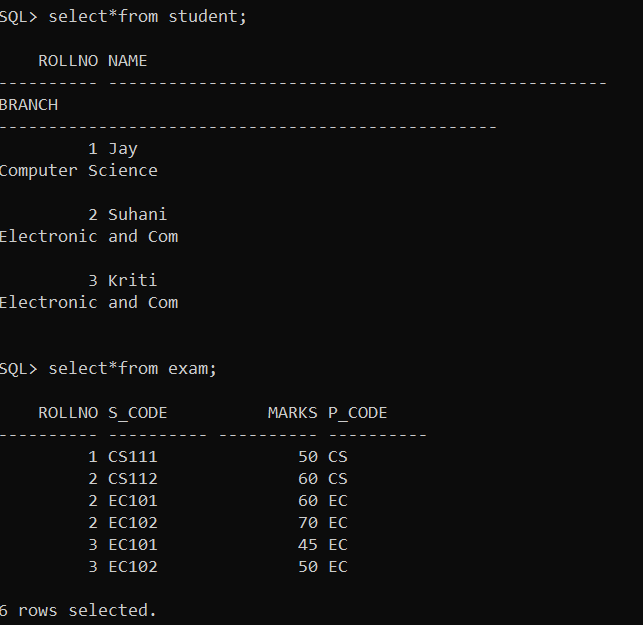 SQL> select*from student;
ROLLNO NAME
---------- --------------------------------------------------
BRANCH
--------------------------------------------------
1 Jay
Computer Science
2 Suhani
Electronic and Com
3 Kriti
Electronic and Com
SQL> select*from exam;
ROLLNO S_CODE MARKS P_CODE
---------- ---------- ---------- ----------
1 CS111 50 CS
2 CS112 60 CS
2 EC101 60 EC
2 EC102 70 EC
3 EC101 45 EC
3 EC102 50 EC
6 rows selected.